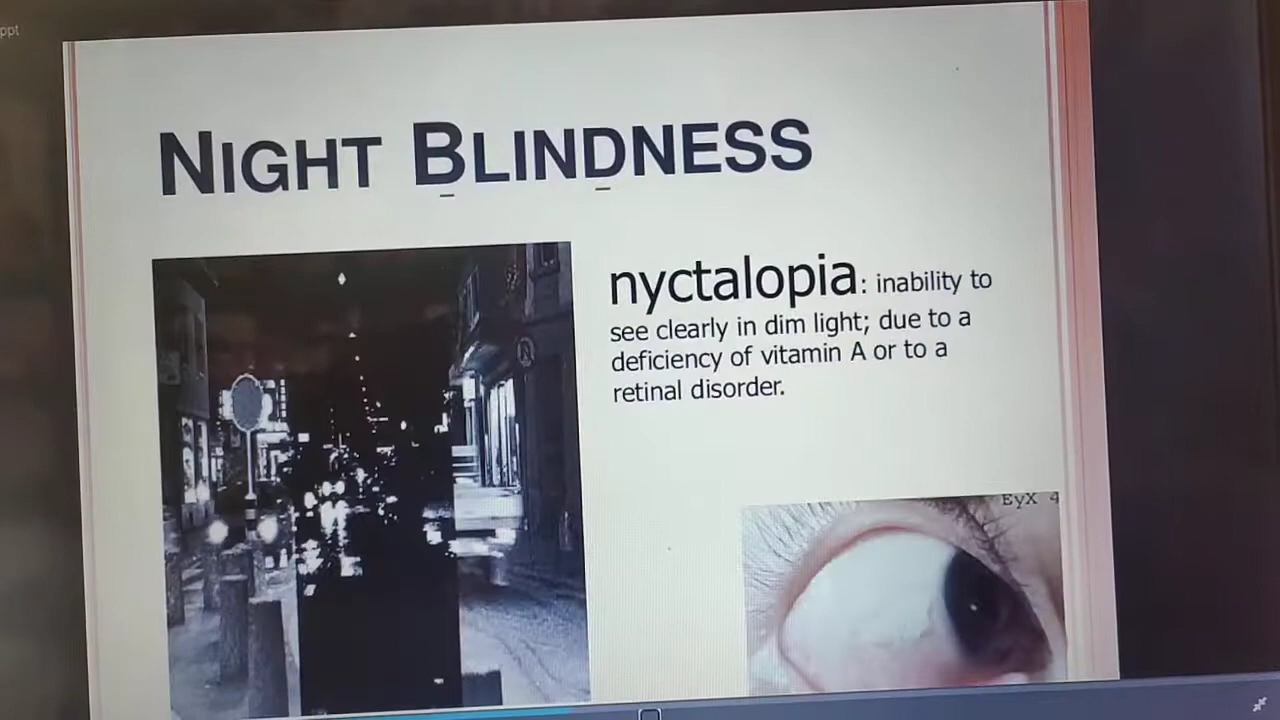 ppt
NIGHT BLINDNESS
nyctalopia: inability to
see clearly in dim light; due to a
deficiency of vitamin A or to a
retinal disorder.
EyX 4